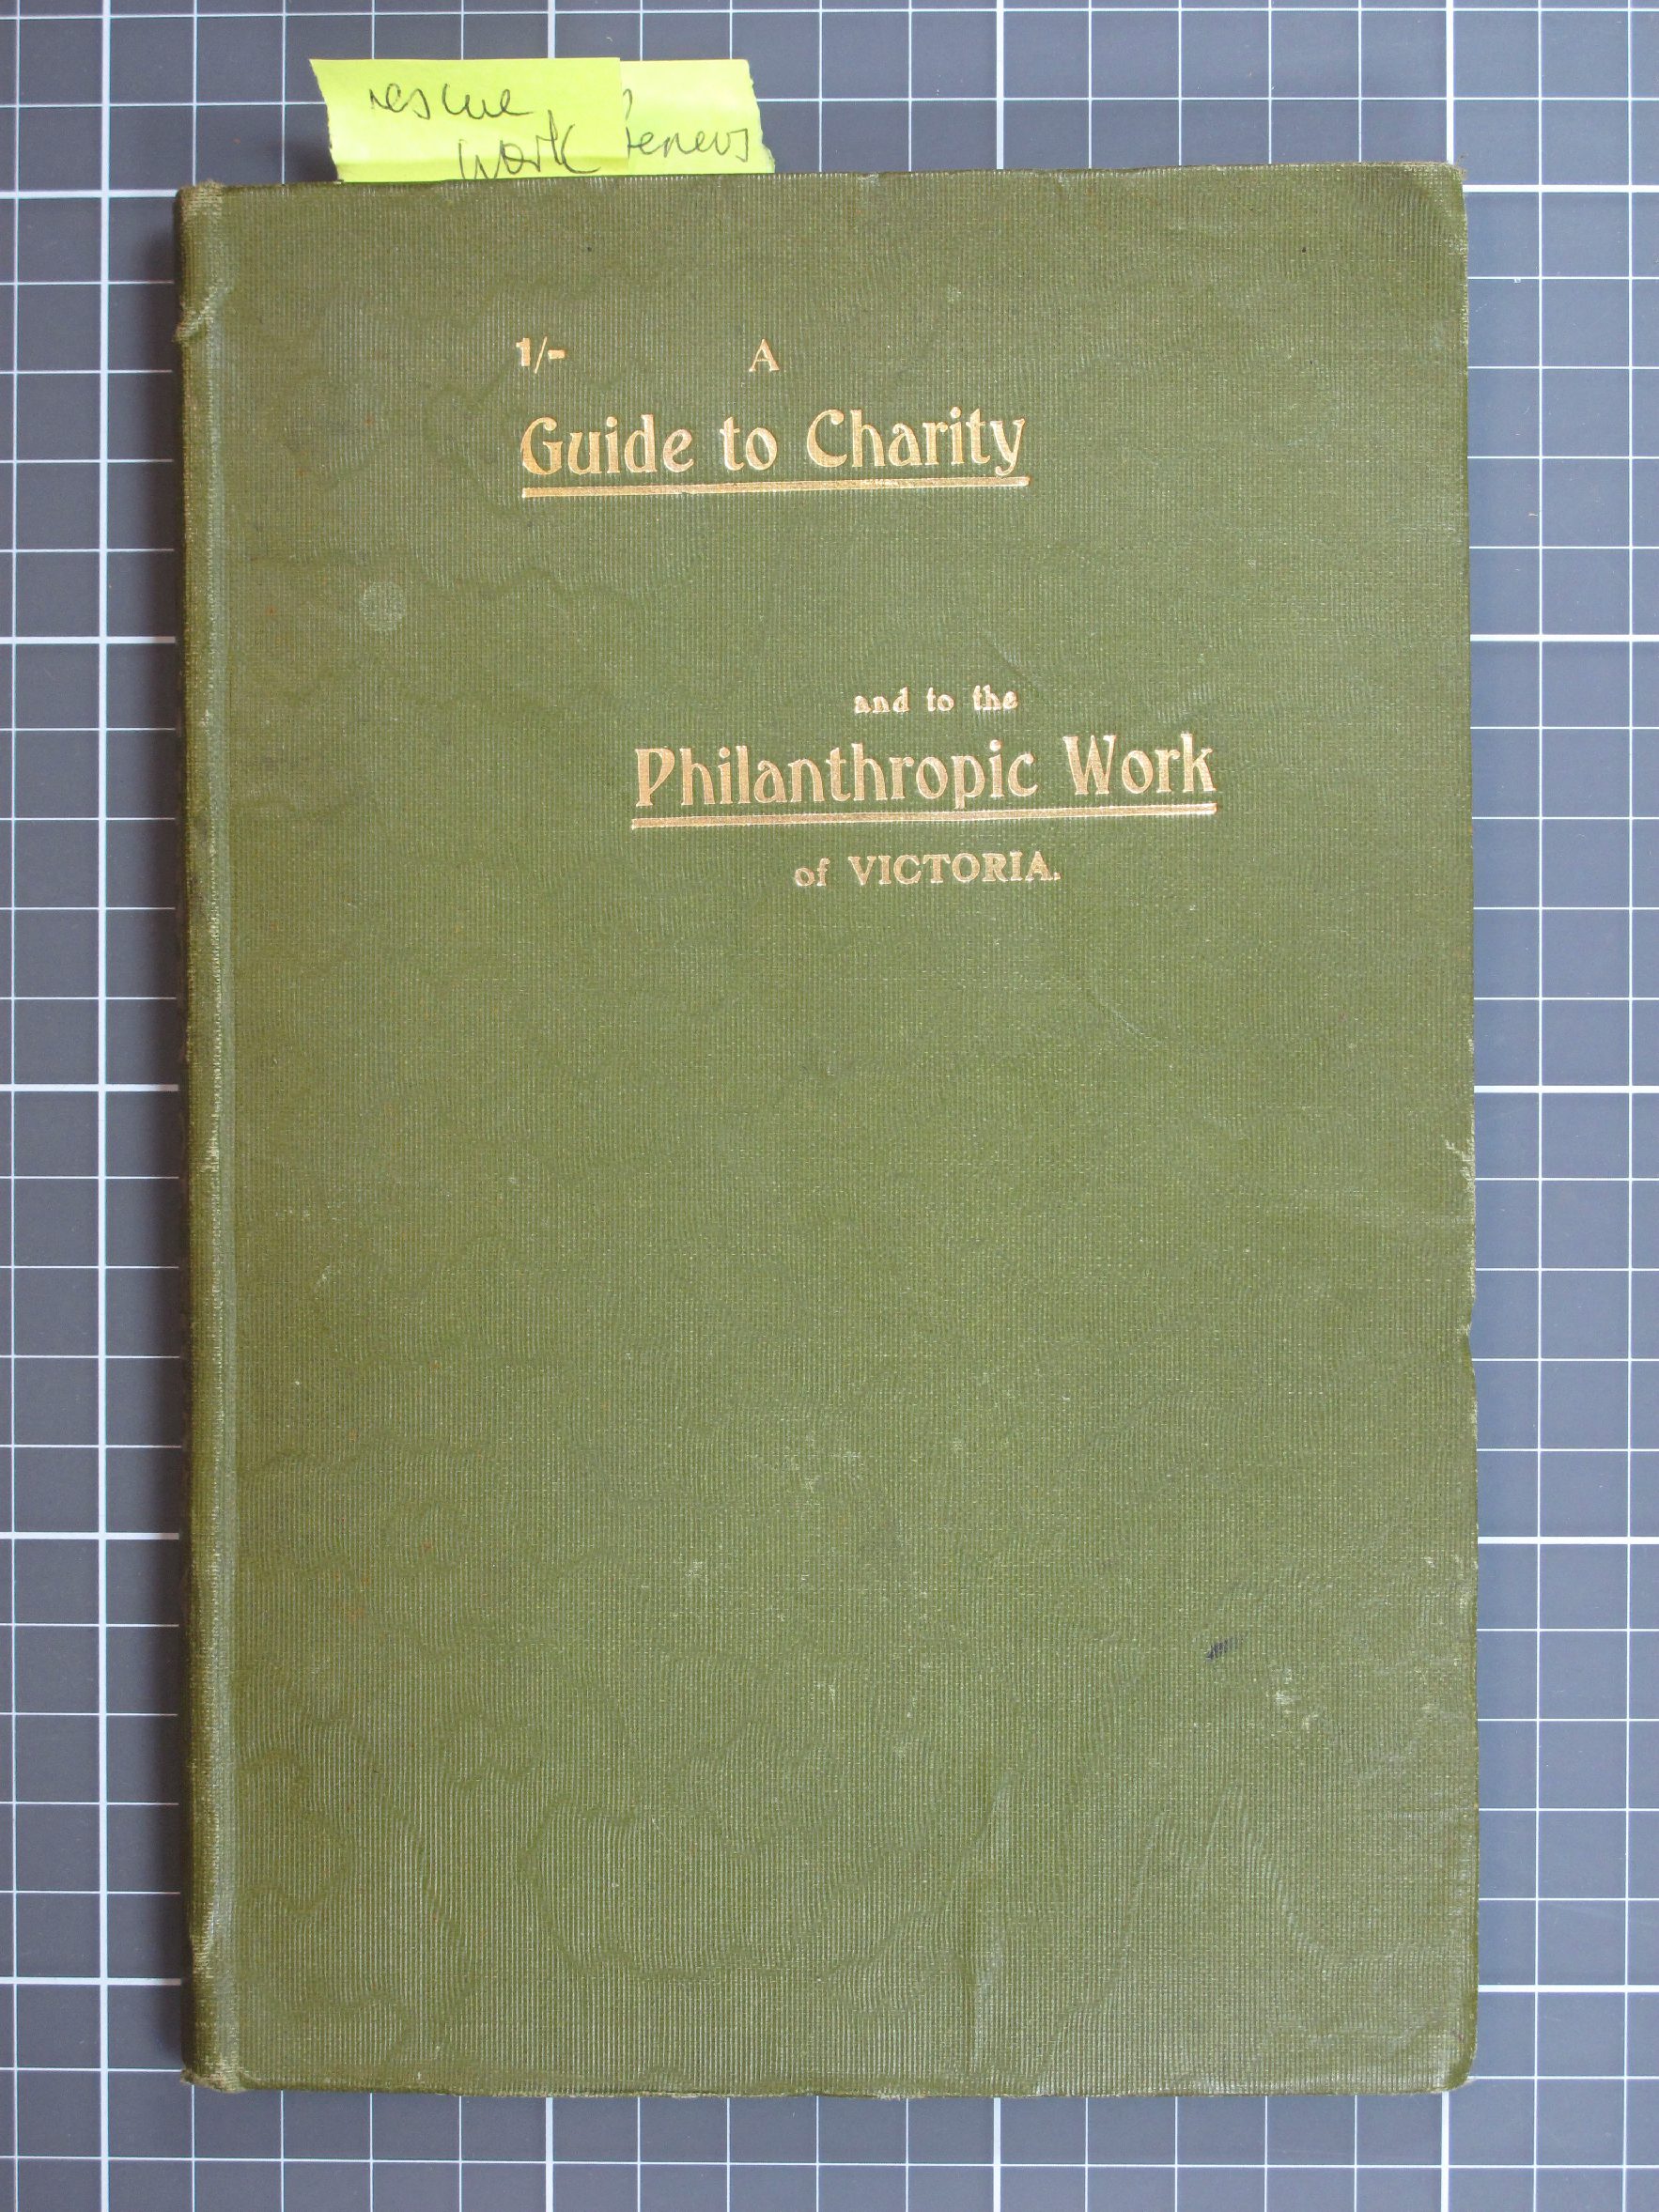 rescue
work
1/- A
Guide to Charity
and to the
Philanthropic Work
of VICTORIA.